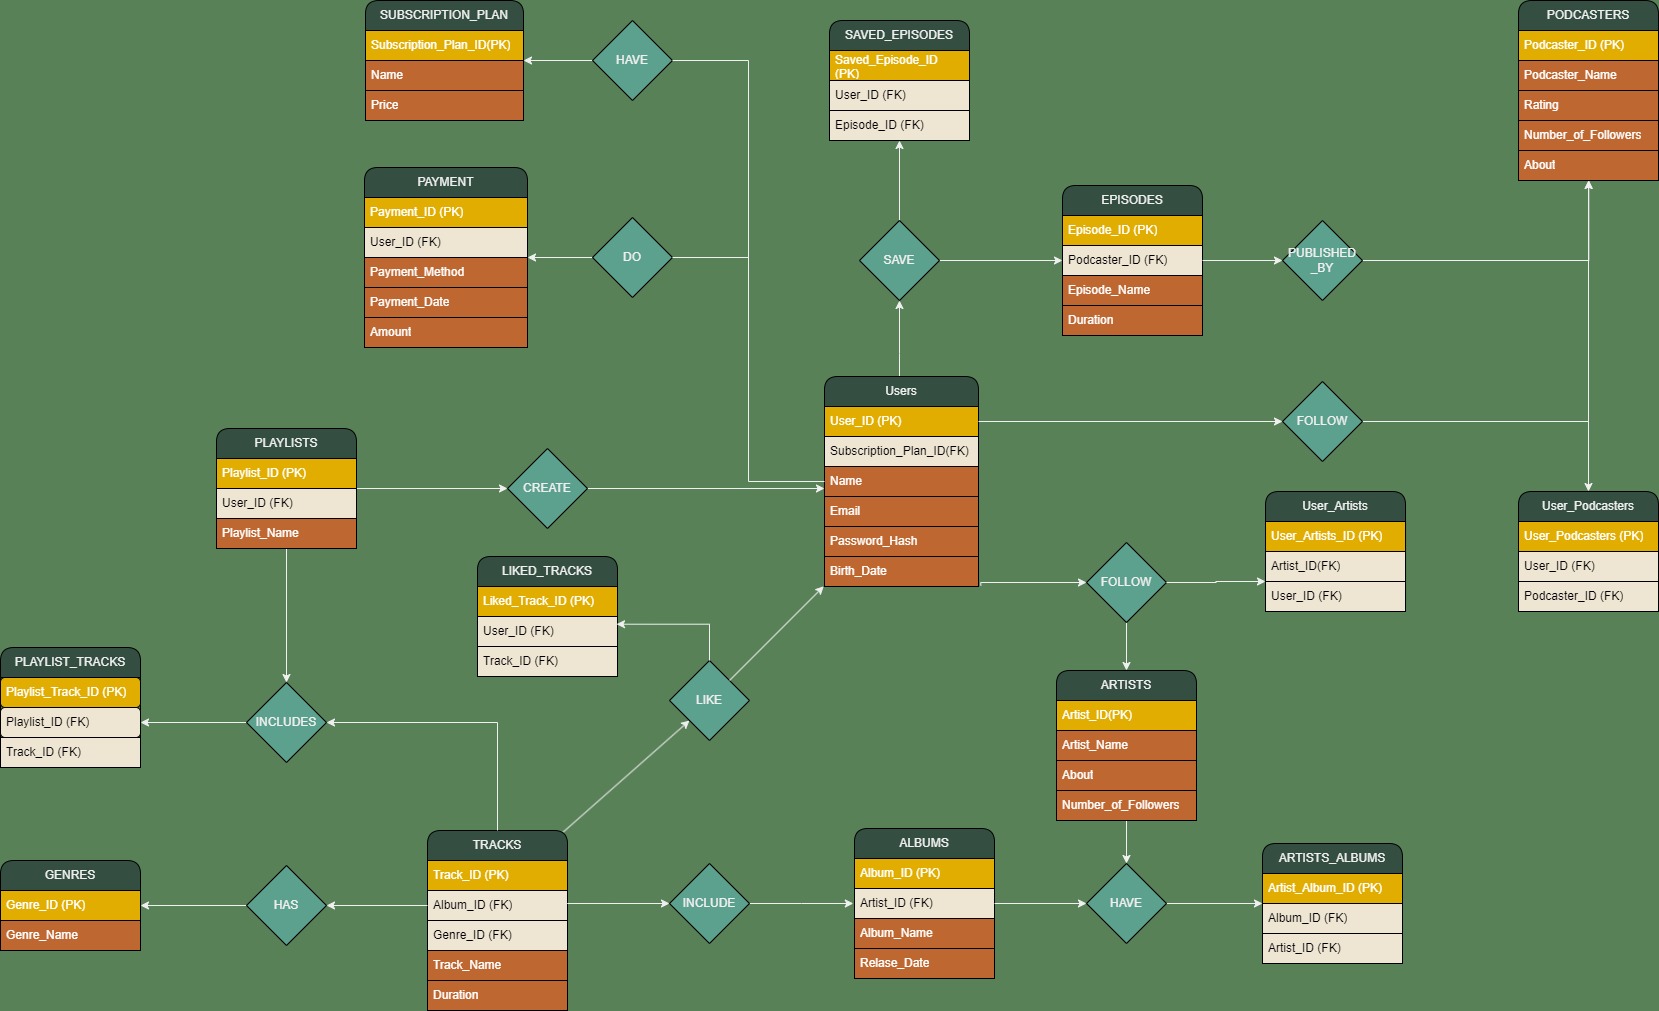 SUBSCRIPTION_PLAN
Subscription_Plan_ID(PK)
Name
Price
HAVE
SAVED_EPISODES
Saved_Episode_ID
(PK)
User_ID (FK)
Episode_ID (FK)
PODCASTERS
Podcaster_ID (PK)
Podcaster_Name
Rating
Number_of_Followers
About
PAYMENT
Payment_ID (PK)
User_ID (FK)
Payment_Method
Payment_Date
Amount
DO
SAVE
EPISODES
Episode_ID (PK)
Podcaster_ID (FK)
Episode_Name
Duration
PUBLISHED
_BY
Users
User_ID (PK)
Subscription_Plan_ID(FK)
Name
Email
Password_Hash
Birth_Date
FOLLOW
PLAYLISTS
Playlist_ID (PK)
User_ID (FK)
Playlist_Name
CREATE
User_Artists
User_Artists_ID (PK)
Artist_ID(FK)
User_ID (FK)
User_Podcasters
User_Podcasters (PK)
User_ID (FK)
Podcaster_ID (FK)
LIKED_TRACKS
Liked_Track_ID (PK)
User_ID (FK)
Track_ID (FK)
FOLLOW
PLAYLIST_TRACKS
Playlist_Track_ID (PK)
Playlist_ID (FK)
Track_ID (FK)
INCLUDES
LIKE
ARTISTS
Artist_ID(PK)
Artist_Name
About
Number_of_Followers
GENRES
Genre_ID (PK)
Genre_Name
HAS
TRACKS
Track_ID (PK)
Album_ID (FK)
Genre_ID (FK)
Track_Name
Duration
INCLUDE
ALBUMS
Album_ID (PK)
Artist_ID (FK)
Album_Name
Relase_Date
HAVE
ARTISTS_ALBUMS
Artist_Album_ID (PK)
Album_ID (FK)
Artist_ID (FK)